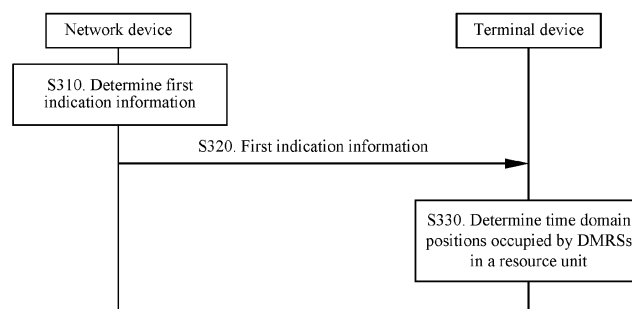 Network device
Terminal device
S310. Determine first
indication information
S320. First indication information
S330. Determine time domain
positions occupied by DMRSs
in a resource unit